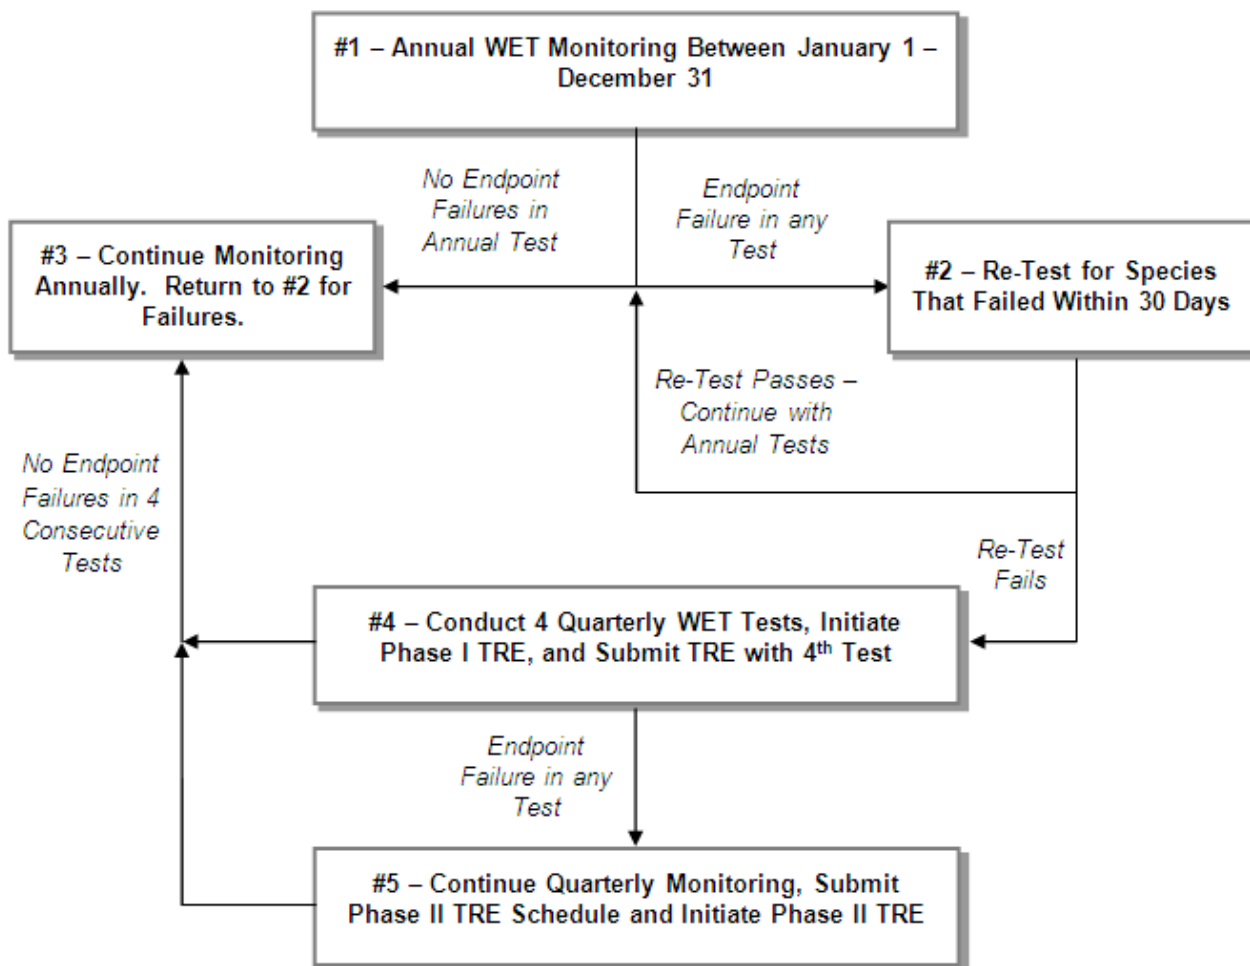 #1 – Annual WET Monitoring Between January 1 –
December 31
No Endpoint
Failures in
Annual Test
Endpoint
Failure in any
Test
#3 – Continue Monitoring
Annually.  Return to #2 for
Failures.
#2 – Re-Test for Species
That Failed Within 30 Days
Re-Test Passes –
Continue with
Annual Tests
No Endpoint
Failures in 4
Consecutive
Tests
Re-Test
Fails
#4 – Conduct 4 Quarterly WET Tests, Initiate
Phase I TRE, and Submit TRE with 4th Test
Endpoint
Failure in any
Test
#5 – Continue Quarterly Monitoring, Submit
Phase II TRE Schedule and Initiate Phase II TRE